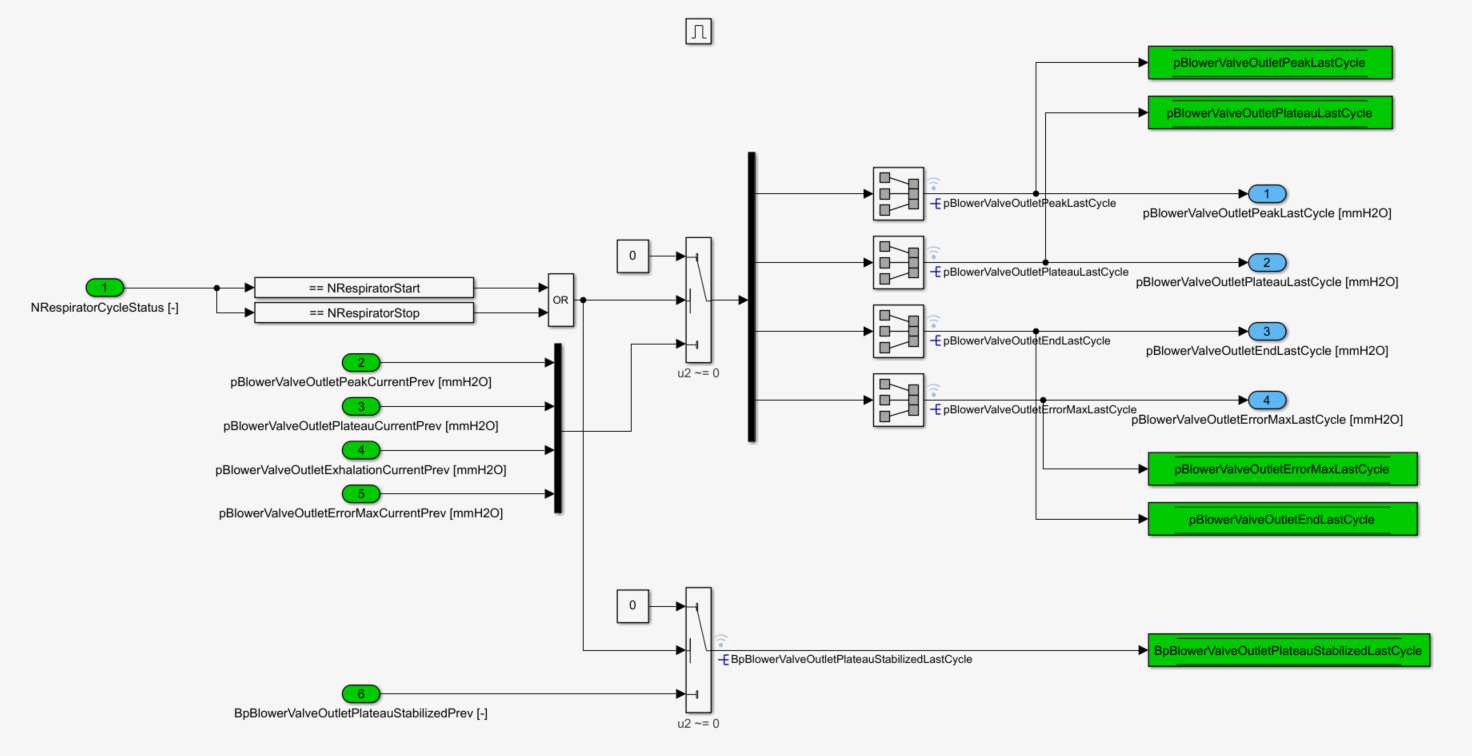 pBlowerValveOutletPeakLastCycle
pBlowerValveOutletPlateauLastCycle
1
pBlowerValveOutletPeakLastCycle
pBlowerValveOutletPeakLastCycle [mmH2O]
0
2
pBlowerValveOutletPlateauLastCycle
pBlowerValveOutletPlateauLastCycle [mmH2O]
1
NRespiratorCycleStatus [-]
== NRespiratorStart
== NRespiratorStop
OR
3
pBlowerValveOutletEndLastCycle
pBlowerValveOutletEndLastCycle [mmH2O]
u2 ~= 0
2
pBlowerValveOutletPeakCurrentPrev [mmH2O]
3
pBlowerValveOutletPlateauCurrentPrev [mmH2O]
4
pBlowerValveOutletExhalationCurrentPrev [mmH2O]
5
pBlowerValveOutletErrorMaxCurrentPrev [mmH2O]
4
pBlowerValveOutletErrorMaxLastCycle
pBlowerValveOutletErrorMaxLastCycle [mmH2O]
pBlowerValveOutletErrorMaxLastCycle
pBlowerValveOutletEndLastCycle
0
BpBlowerValveOutletPlateauStabilizedLastCycle
BpBlowerValveOutletPlateauStabilizedLastCycle
6
BpBlowerValveOutletPlateauStabilizedPrev [-]
u2 ~= 0